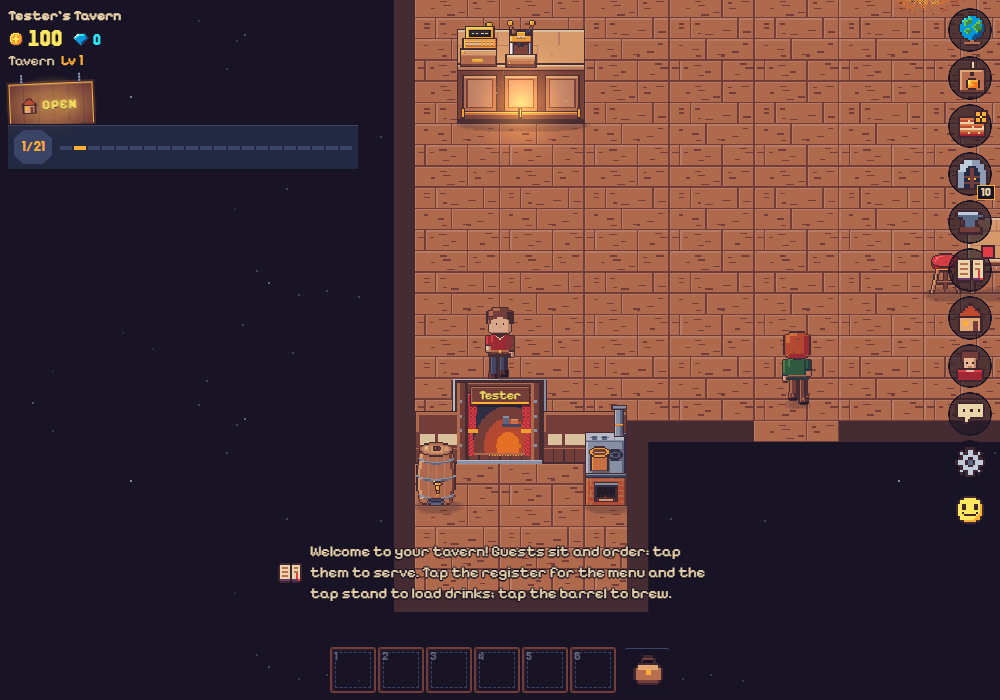 Tester's Tavern
100 0
Tavern Lv 1
OPEN
1/21
10
Tester
Welcome to your tavern! Guests sit and order: tap
them to serve. Tap the register for the menu and the
tap stand to load drinks; tap the barrel to brew.
1 2 3 4 5 6